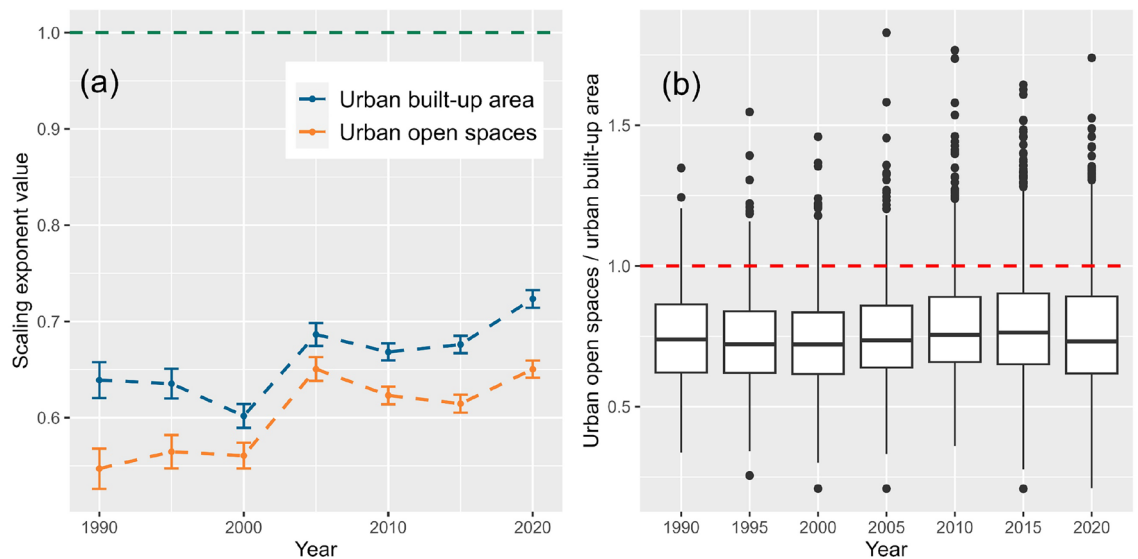 Scaling exponent value
1.0
0.9
0.8
0.7
0.6
(a)
Urban built-up area
Urban open spaces
1990
2000
2010
2020
Year
Urban open spaces / urban built-up area
1.5
1.0
0.5
(b)
1990
1995
2000
2005
2010
2015
2020
Year